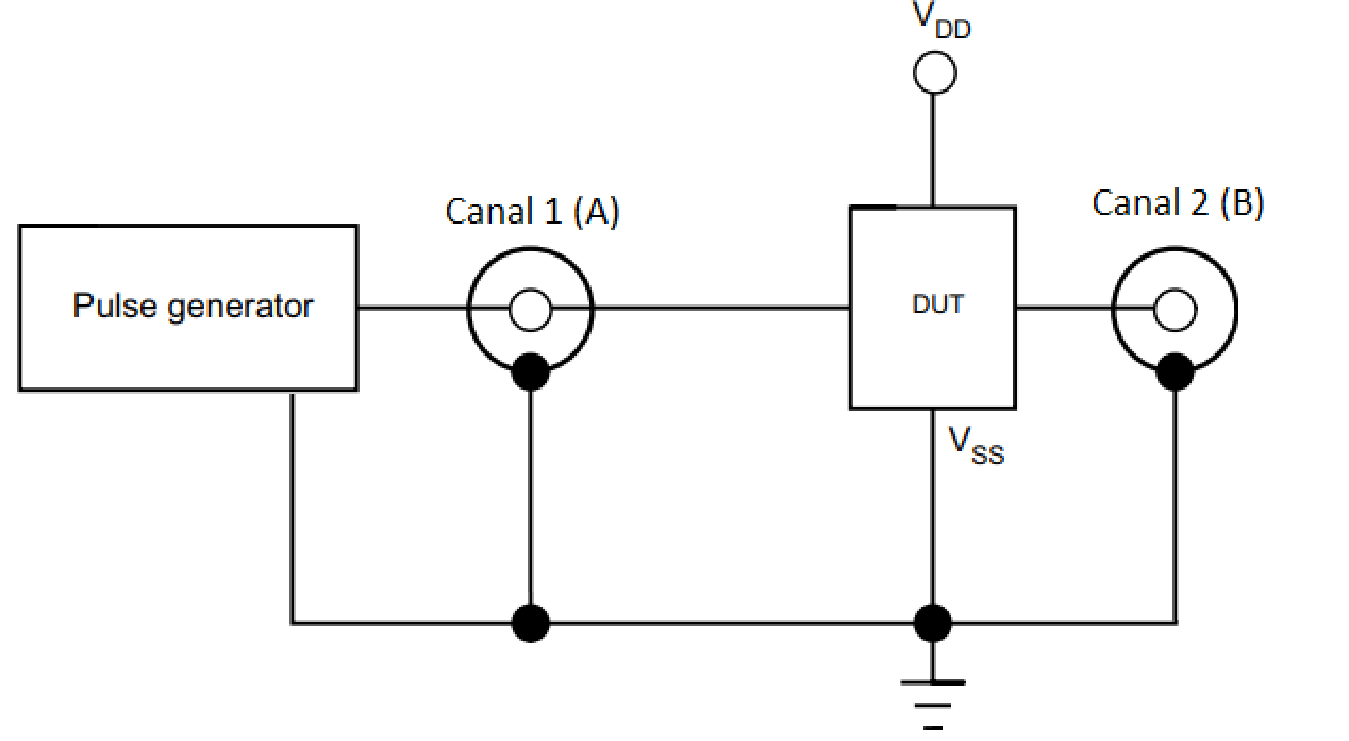 VDD
Canal 1 (A)
Canal 2 (B)
Pulse generator
DUT
VSS